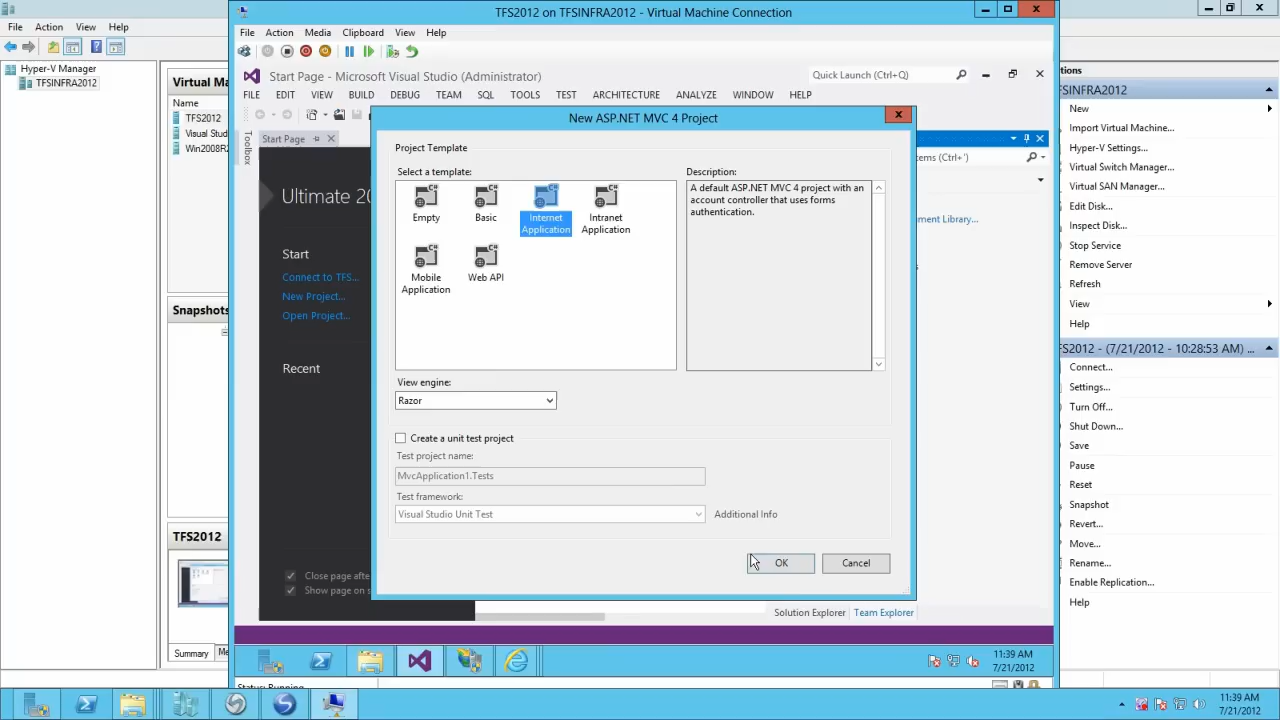 TFS2012 on TFSINFRA2012 - Virtual Machine Connection
File Action View Help
File Action Media Clipboard View Help
Hyper-V Manager
TFSINFRA2012
Virtual Ma
Name
TFS2012
Visual Studi
Win2008R2
Snapshots
TFS2012
Summary Me
Start Page - Microsoft Visual Studio (Administrator)
Quick Launch (Ctrl+Q)
FILE EDIT VIEW BUILD DEBUG TEAM SQL TOOLS TEST ARCHITECTURE ANALYZE WINDOW HELP
Toolbox
Start Page
Ultimate 20
Start
Connect to TFS...
New Project...
Open Project...
Recent
Close page afte
Show page on s
New ASP.NET MVC 4 Project
Project Template
Select a template:
Empty
Basic
Internet
Application
Intranet
Application
Mobile
Application
Web API
Description:
A default ASP.NET MVC 4 project with an
account controller that uses forms
authentication.
View engine:
Razor
Create a unit test project
Test project name:
MvcApplication1.Tests
Test framework:
Visual Studio Unit Test
Additional Info
OK Cancel
tems (Ctrl+')
ment Library...
Solution Explorer Team Explorer
11:39 AM
7/21/2012
Status: Running
tions
FSINFRA2012
New
Import Virtual Machine...
Hyper-V Settings...
Virtual Switch Manager...
Virtual SAN Manager...
Edit Disk...
Inspect Disk...
Stop Service
Remove Server
Refresh
View
Help
FS2012 - (7/21/2012 - 10:28:53 AM) ...
Connect...
Settings...
Turn Off...
Shut Down...
Save
Pause
Reset
Snapshot
Revert...
Move...
Rename...
Enable Replication...
Help
11:39 AM
7/21/2012